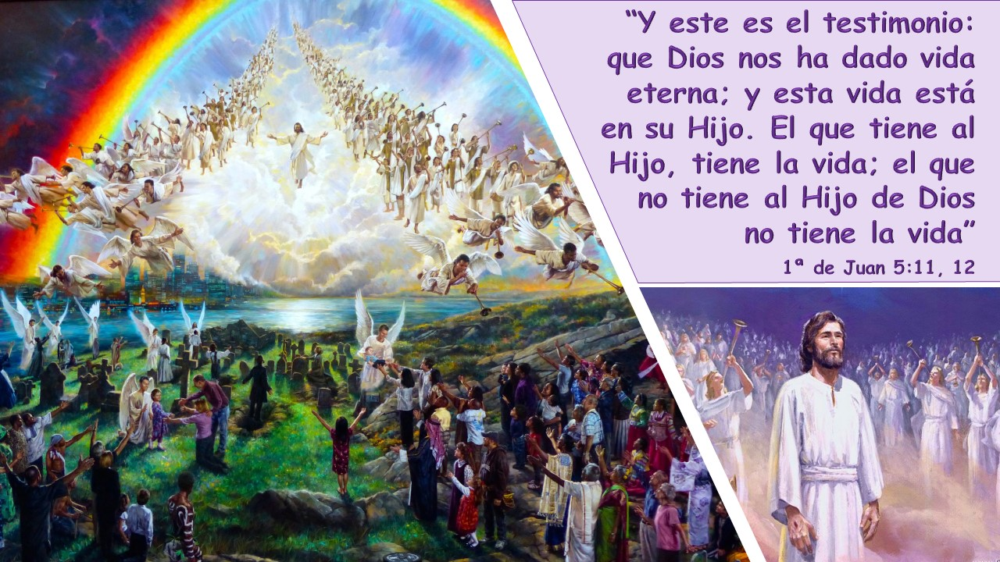 “Y este es el testimonio:
que Dios nos ha dado vida
eterna; y esta vida está
en su Hijo. El que tiene al
Hijo, tiene la vida; el que
no tiene al Hijo de Dios
no tiene la vida”
1ª de Juan 5:11, 12